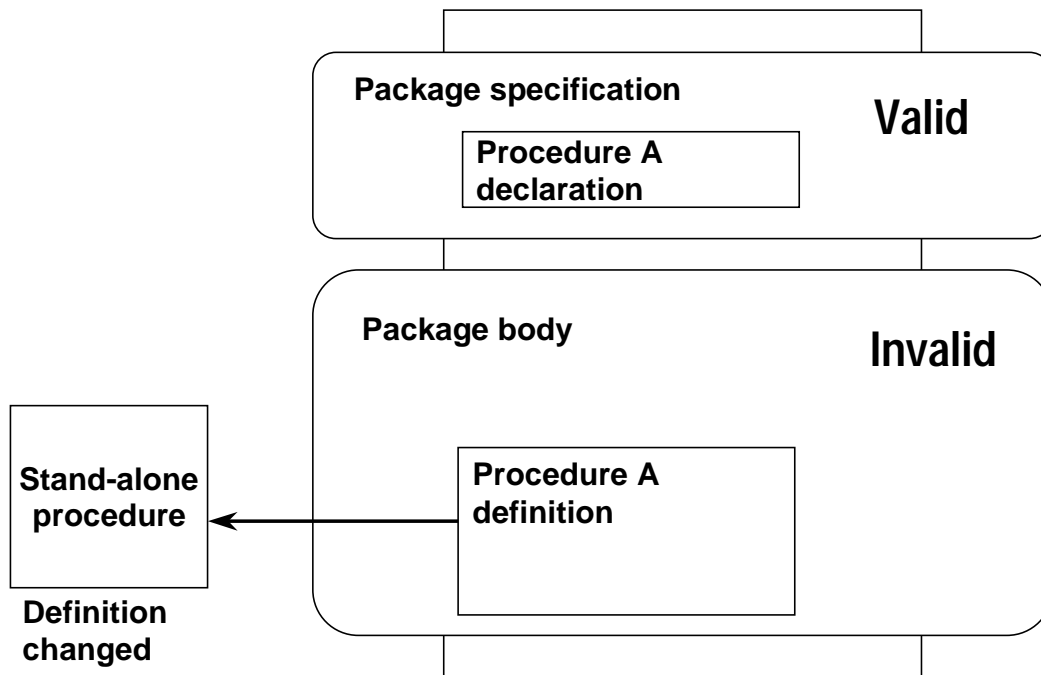 Package specification
Valid
Procedure A
declaration
Package body
Invalid
Stand-alone
procedure
Procedure A
definition
Definition
changed